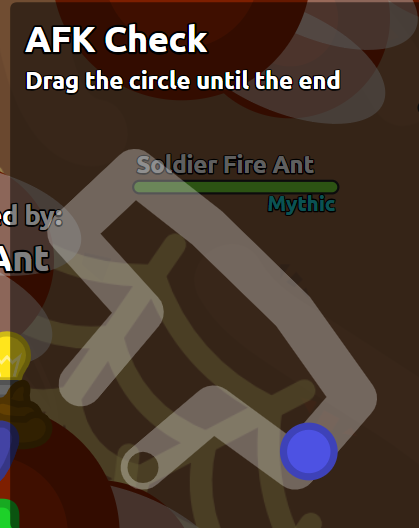 AFK Check
Drag the circle until the end
Soldier Fire Ant
Mythic
ed by:
Ant